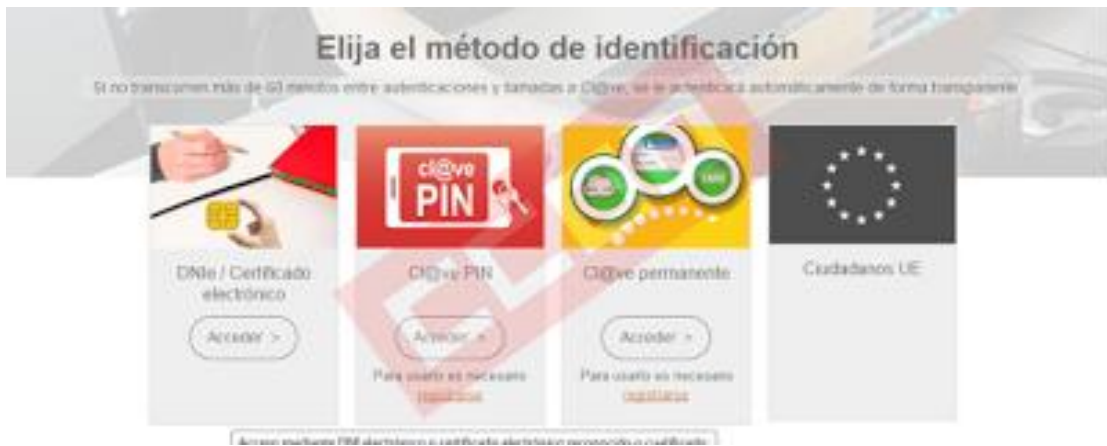 Elija el método de identificación
Si no transcurren más de 60 minutos entre autenticaciones y llamadas a Cl@ve, se le autenticará automáticamente de forma transparente
cl@ve
PIN
DNIe / Certificado
electrónico
Acceder >
Cl@ve PIN
Acceder >
Para usarlo es necesario
registrarse
Cl@ve permanente
Acceder >
Para usarlo es necesario
registrarse
Ciudadanos UE
Acceso mediante DNI electrónico o certificado electrónico reconocido o cualificado